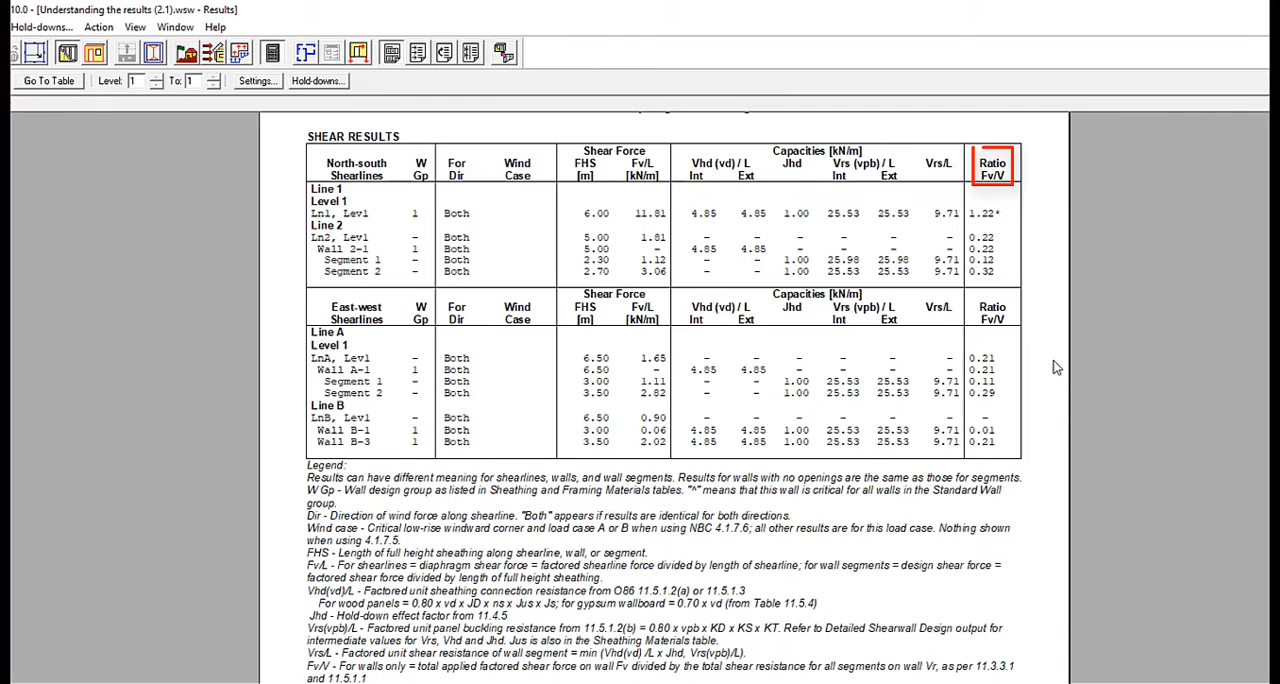 10.0 - [Understanding the results (2.1).wsw - Results]
Hold-downs... Action View Window Help
Go To Table Level: 1 To: 1 Settings... Hold-downs...
SHEAR RESULTS
Shear Force Capacities [kN/m]
North-south W For Wind FHS Fv/L Vhd (vd) / L Jhd Vrs (vpb) / L Vrs/L Ratio
Shearlines Gp Dir Case [m] [kN/m] Int Ext Int Ext Fv/V
Line 1
Level 1
Ln1, Lev1 1 Both 6.00 11.81 4.85 4.85 1.00 25.53 25.53 9.71 1.22*
Line 2
Ln2, Lev1 - Both 5.00 1.81 - - - - - - 0.22
Wall 2-1 1 Both 5.00 - 4.85 4.85 - - - - 0.22
Segment 1 - Both 2.30 1.12 - - 1.00 25.98 25.98 9.71 0.12
Segment 2 - Both 2.70 3.06 - - 1.00 25.53 25.53 9.71 0.32
Shear Force Capacities [kN/m]
East-west W For Wind FHS Fv/L Vhd (vd) / L Jhd Vrs (vpb) / L Vrs/L Ratio
Shearlines Gp Dir Case [m] [kN/m] Int Ext Int Ext Fv/V
Line A
Level 1
LnA, Lev1 - Both 6.50 1.65 - - - - - - 0.21
Wall A-1 1 Both 6.50 - 4.85 4.85 - - - - 0.21
Segment 1 - Both 3.00 1.11 - - 1.00 25.53 25.53 9.71 0.11
Segment 2 - Both 3.50 2.82 - - 1.00 25.53 25.53 9.71 0.29
Line B
LnB, Lev1 - Both 6.50 0.90 - - - - - - -
Wall B-1 1 Both 3.00 0.06 4.85 4.85 1.00 25.53 25.53 9.71 0.01
Wall B-3 1 Both 3.50 2.02 4.85 4.85 1.00 25.53 25.53 9.71 0.21
Legend:
Results can have different meaning for shearlines, walls, and wall segments. Results for walls with no openings are the same as those for segments.
W Gp - Wall design group as listed in Sheathing and Framing Materials tables. "^" means that this wall is critical for all walls in the Standard Wall
group.
Dir - Direction of wind force along shearline. "Both" appears if results are identical for both directions.
Wind case - Critical low-rise windward corner and load case A or B when using NBC 4.1.7.6; all other results are for this load case. Nothing shown
when using 4.1.7.5.
FHS - Length of full height sheathing along shearline, wall, or segment.
Fv/L - For shearlines = diaphragm shear force = factored shearline force divided by length of shearline; for wall segments = design shear force =
factored shear force divided by length of full height sheathing.
Vhd(vd)/L - Factored unit sheathing connection resistance from O86 11.5.1.2(a) or 11.5.1.3
For wood panels = 0.80 x vd x JD x ns x Jus x Js; for gypsum wallboard = 0.70 x vd (from Table 11.5.4)
Jhd - Hold-down effect factor from 11.4.5
Vrs(vpb)/L - Factored unit panel buckling resistance from 11.5.1.2(b) = 0.80 x vpb x KD x KS x KT. Refer to Detailed Shearwall Design output for
intermediate values for Vrs, Vhd and Jhd. Jus is also in the Sheathing Materials table.
Vrs/L - Factored unit shear resistance of wall segment = min (Vhd(vd) /L x Jhd, Vrs(vpb)/L).
Fv/V - For walls only = total applied factored shear force on wall Fv divided by the total shear resistance for all segments on wall Vr, as per 11.3.3.1
and 11.5.1.1